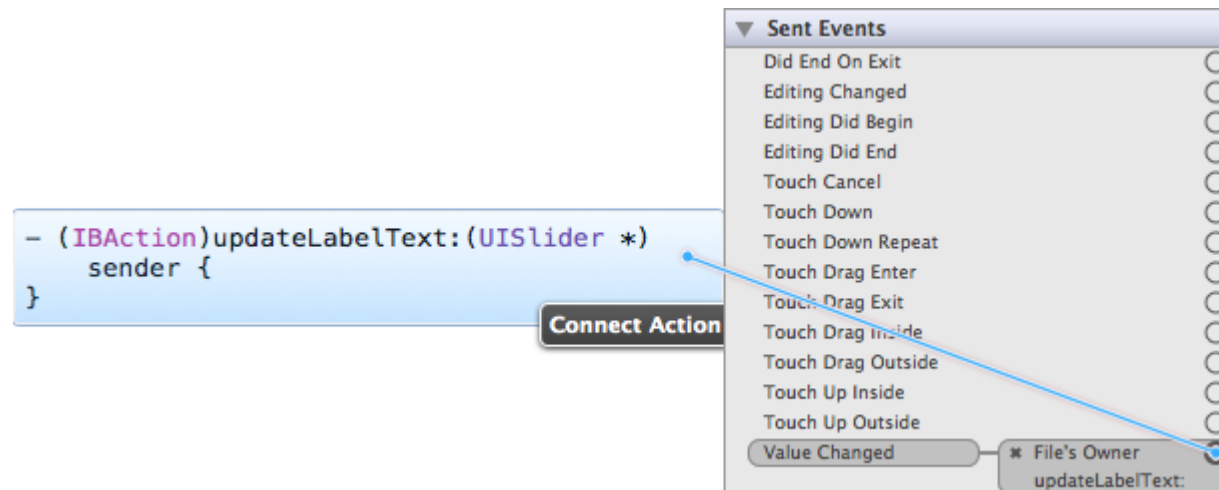 - (IBAction)updateLabelText:(UISlider *)
sender {
}
Connect Action
Sent Events
Did End On Exit
Editing Changed
Editing Did Begin
Editing Did End
Touch Cancel
Touch Down
Touch Down Repeat
Touch Drag Enter
Touch Drag Exit
Touch Drag Inside
Touch Drag Outside
Touch Up Inside
Touch Up Outside
Value Changed
File's Owner
updateLabelText: